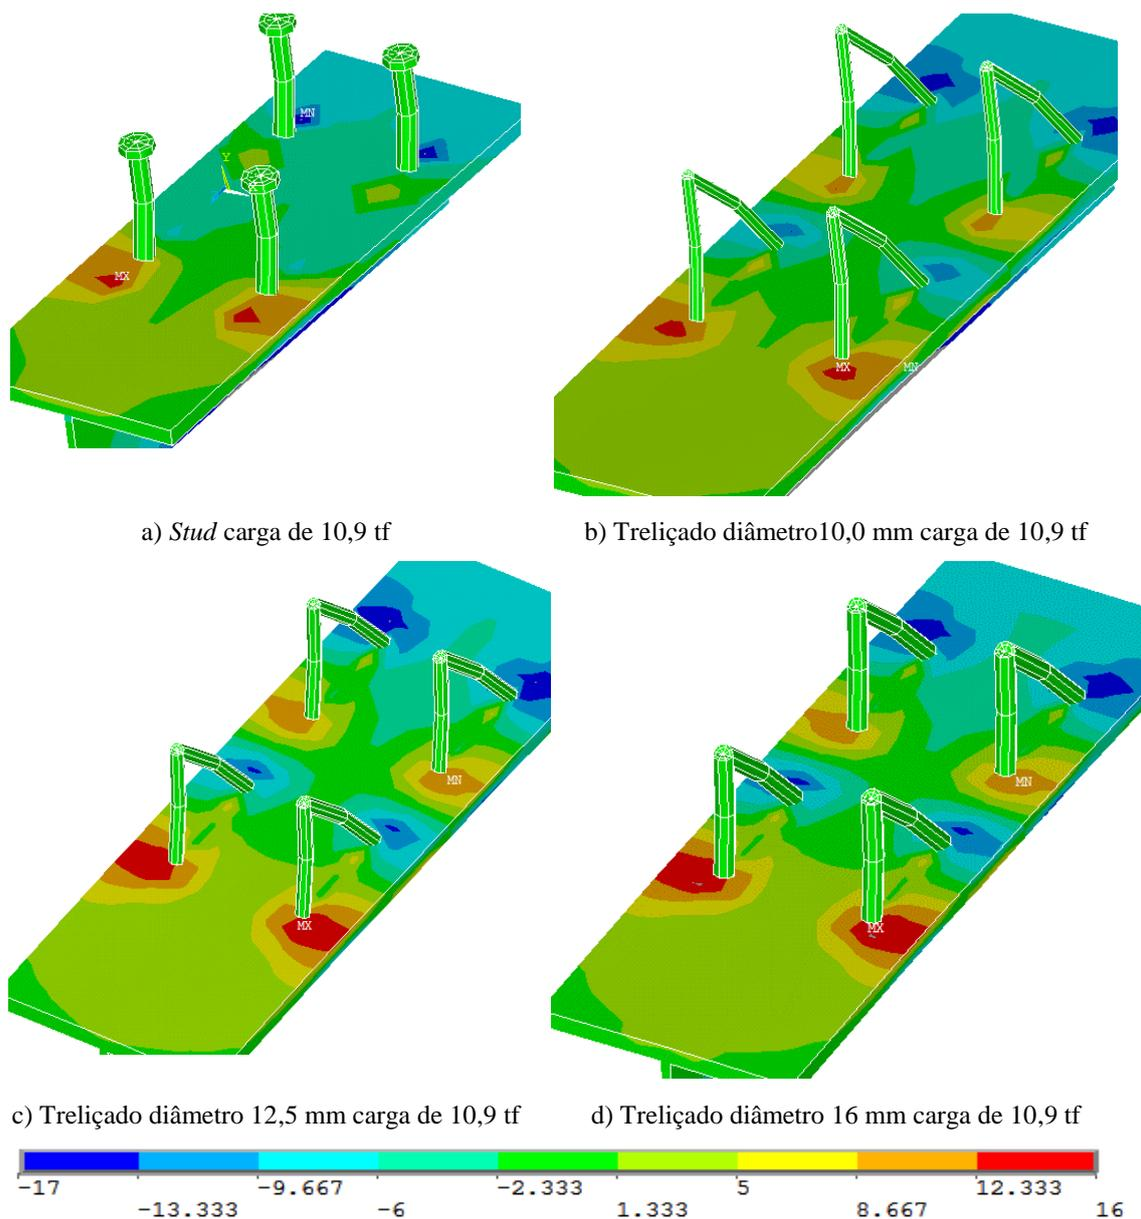 MN
Y
MX
MX
MN
a) Stud carga de 10,9 tf
b) Treliçado diâmetro10,0 mm carga de 10,9 tf
MN
MX
MN
MX
c) Treliçado diâmetro 12,5 mm carga de 10,9 tf
d) Treliçado diâmetro 16 mm carga de 10,9 tf
-17 -9.667 -2.333 5 12.333
-13.333 -6 1.333 8.667 16